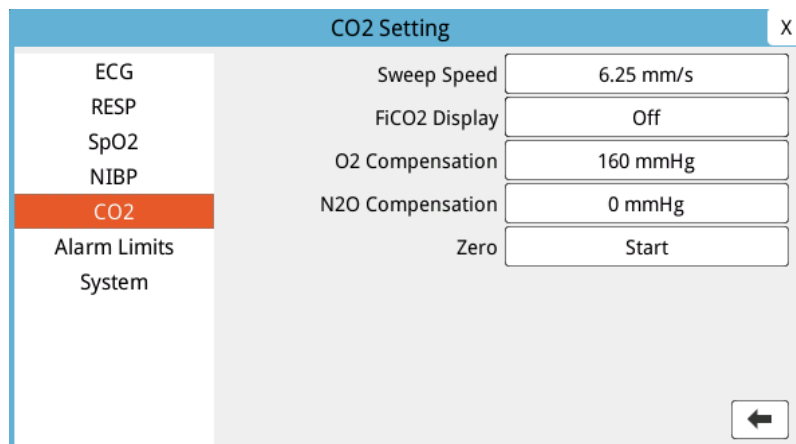 CO2 Setting
X
ECG
RESP
SpO2
NIBP
CO2
Alarm Limits
System
Sweep Speed 6.25 mm/s
FiCO2 Display Off
O2 Compensation 160 mmHg
N2O Compensation 0 mmHg
Zero Start